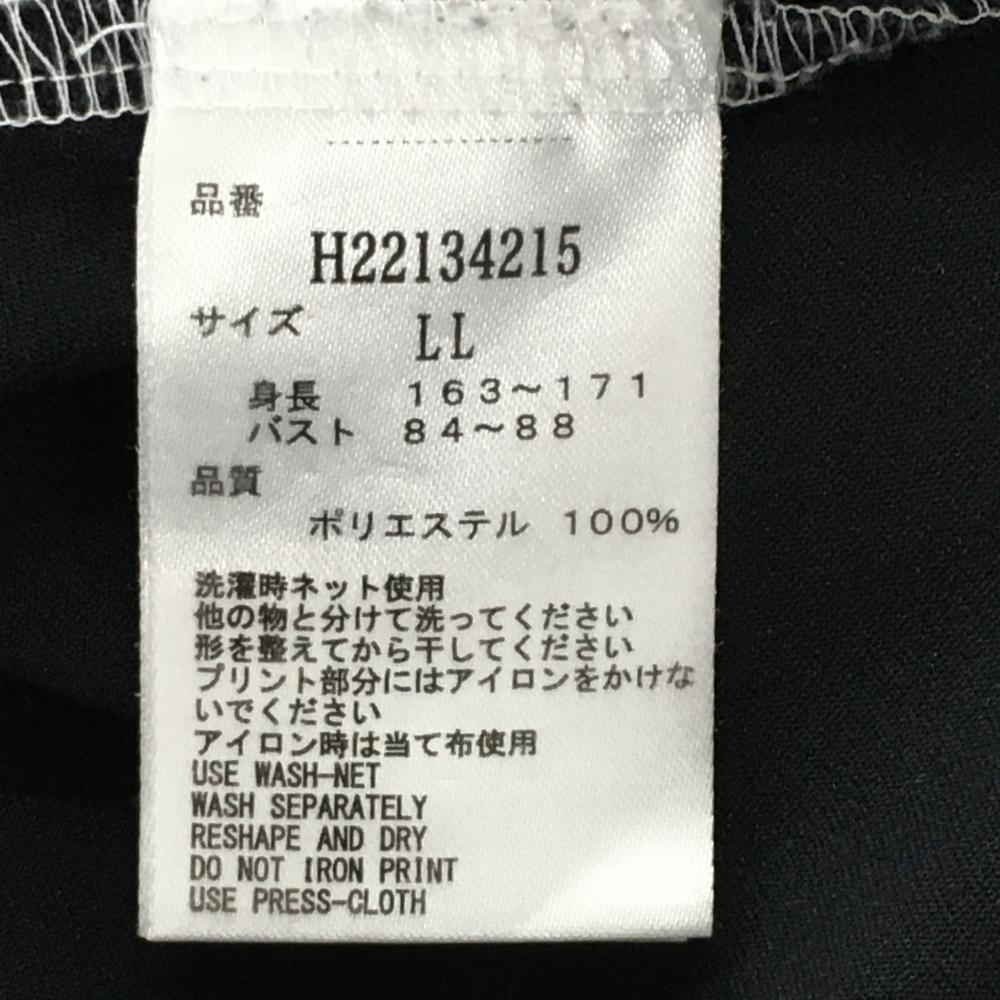 品番
H22134215
サイズ LL
身長 163~171
バスト 84~88
品質
ポリエステル 100%
洗濯時ネット使用
他の物と分けて洗ってください
形を整えてから干してください
プリント部分にはアイロンをかけな
いでください
アイロン時は当て布使用
USE WASH-NET
WASH SEPARATELY
RESHAPE AND DRY
DO NOT IRON PRINT
USE PRESS-CLOTH